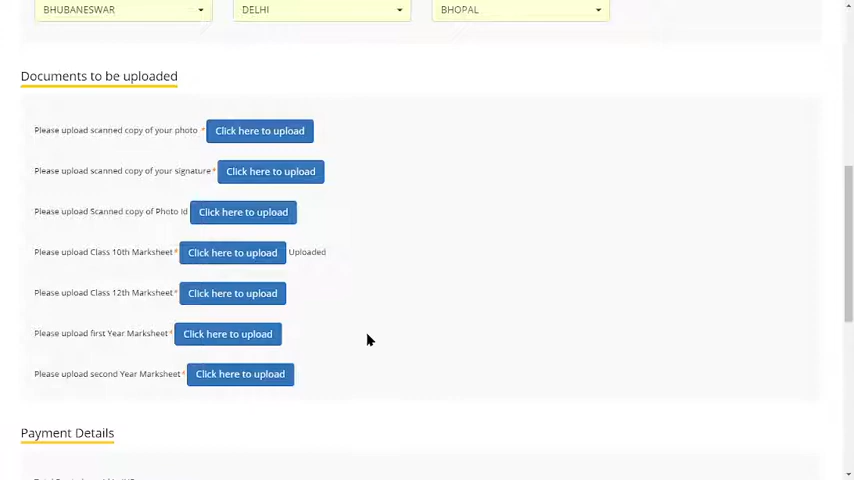 BHUBANESWAR DELHI BHOPAL
Documents to be uploaded
Please upload scanned copy of your photo * Click here to upload
Please upload scanned copy of your signature* Click here to upload
Please upload Scanned copy of Photo Id Click here to upload
Please upload Class 10th Marksheet* Click here to upload Uploaded
Please upload Class 12th Marksheet* Click here to upload
Please upload first Year Marksheet* Click here to upload
Please upload second Year Marksheet* Click here to upload
Payment Details